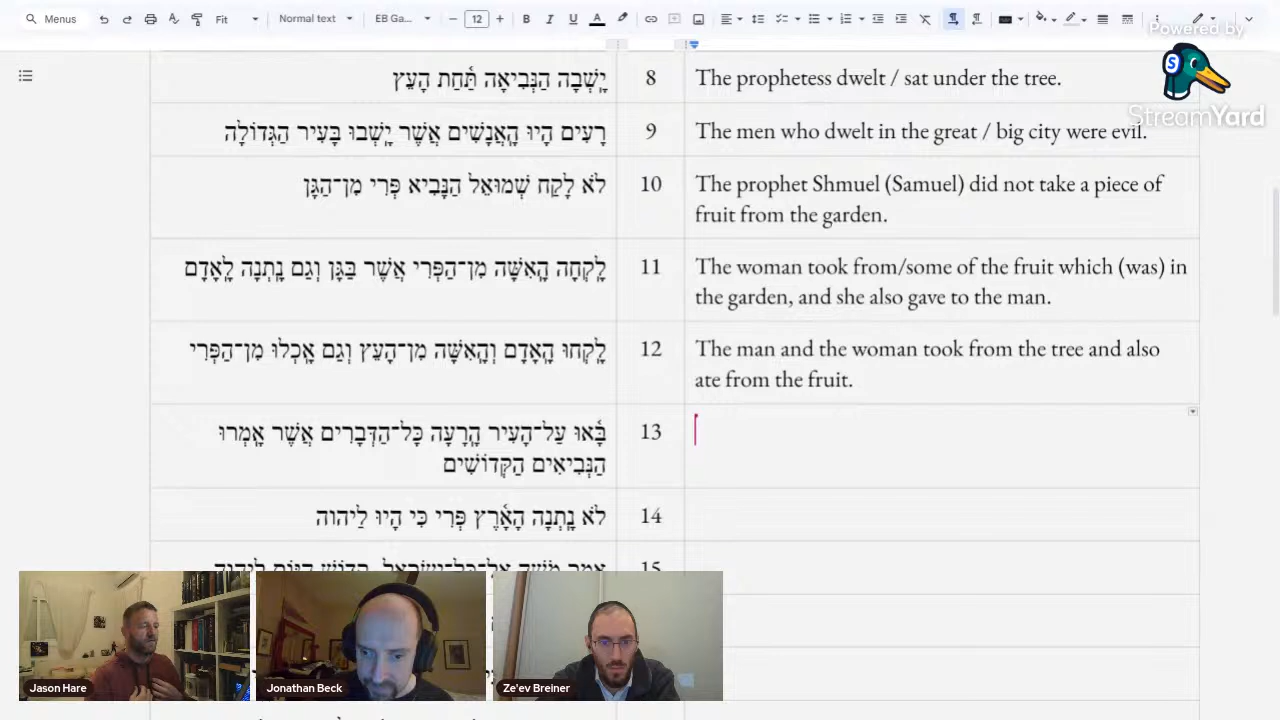 Menus Fit Normal text EB Ga... 12
Powered by
StreamYard
יָֽשְׁבָה הַנְּבִיאָה תַּ֫חַת הָעֵץ 8 The prophetess dwelt / sat under the tree.
רָעִים הָיוּ הָֽאֲנָשִׁים אֲשֶׁר יָֽשְׁבוּ בָּעִיר הַגְּדוֹלָה 9 The men who dwelt in the great / big city were evil.
לֹא לָקַח שְׁמוּאֵל הַנָּבִיא פְּרִי מִן־הַגָּן 10 The prophet Shmuel (Samuel) did not take a piece of
fruit from the garden.
לָֽקְחָה הָֽאִשָּׁה מִן־הַפְּרִי אֲשֶׁר בַּגָּן וְגַם נָֽתְנָה לָֽאָדָם 11 The woman took from/some of the fruit which (was) in
the garden, and she also gave to the man.
לָֽקְחוּ הָֽאָדָם וְהָֽאִשָּׁה מִן־הָעֵץ וְגַם אָֽכְלוּ מִן־הַפְּרִי 12 The man and the woman took from the tree and also
ate from the fruit.
בָּ֫אוּ עַל־הָעִיר הָֽרָעָה כָּל־הַדְּבָרִים אֲשֶׁר אָֽמְרוּ 13
הַנְּבִיאִים הַקְּדוֹשִׁים
לֹא נָֽתְנָה הָאָ֫רֶץ פְּרִי כִּי הָיוּ לַיהוה 14
15
Jason Hare
Jonathan Beck
Ze'ev Breiner